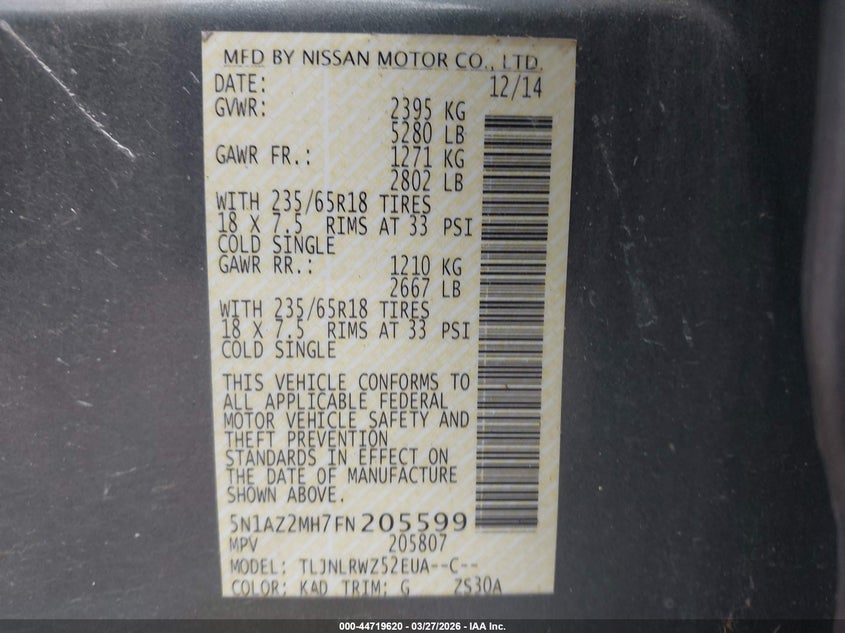 MFD BY NISSAN MOTOR CO., LTD.
DATE: 12/14
GVWR: 2395 KG
5280 LB
GAWR FR.: 1271 KG
2802 LB
WITH 235/65R18 TIRES
18 X 7.5 RIMS AT 33 PSI
COLD SINGLE
GAWR RR.: 1210 KG
2667 LB
WITH 235/65R18 TIRES
18 X 7.5 RIMS AT 33 PSI
COLD SINGLE
THIS VEHICLE CONFORMS TO
ALL APPLICABLE FEDERAL
MOTOR VEHICLE SAFETY AND
THEFT PREVENTION
STANDARDS IN EFFECT ON
THE DATE OF MANUFACTURE
SHOWN ABOVE.
5N1AZ2MH7FN205599
MPV 205807
MODEL: TLJNLRWZ52EUA--C--
COLOR: KAD TRIM: G ZS30A
000-44719620 - 03/27/2026 - IAA Inc.